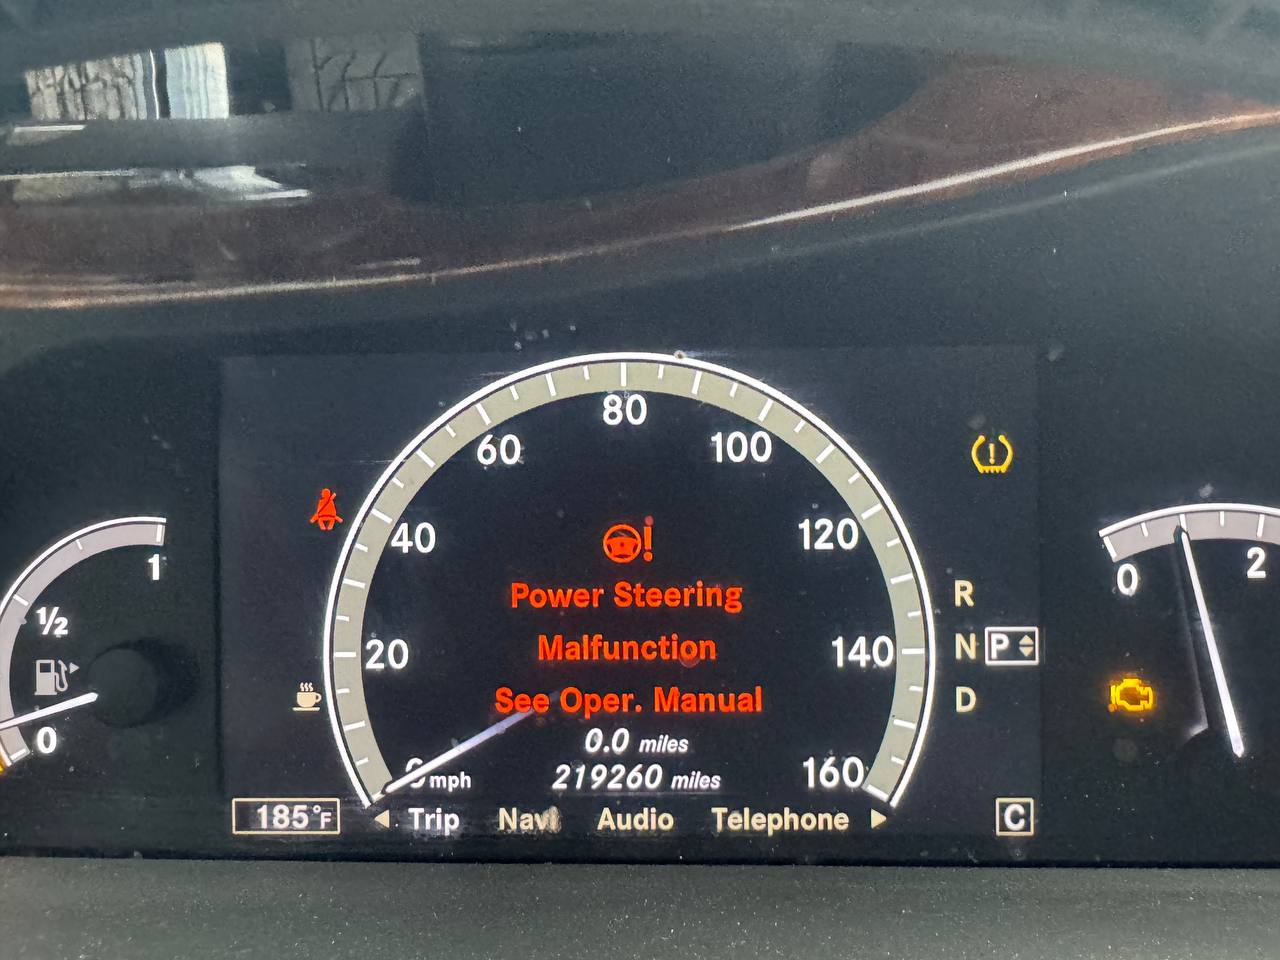 80
60
100
40
120
20
140
0 mph
160
Power Steering
Malfunction
See Oper. Manual
0.0 miles
219260 miles
1
½
0
R
N P
D
0
2
185°F
Trip Navi Audio Telephone
C